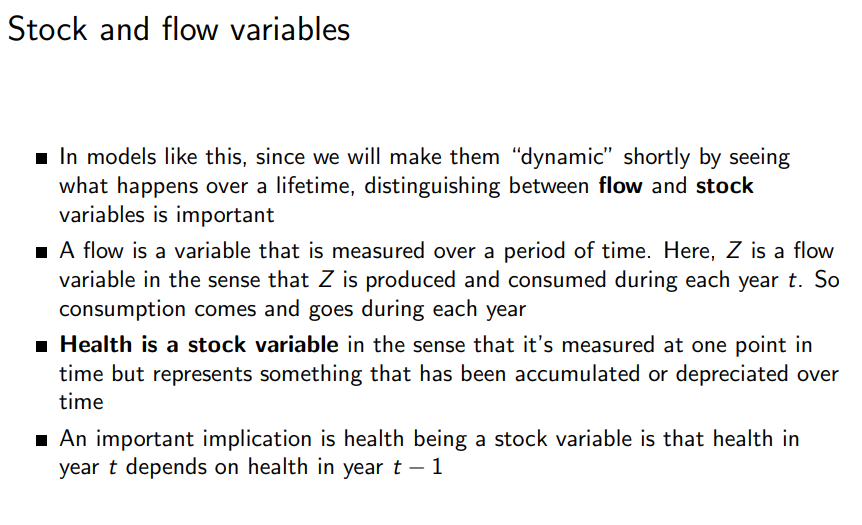 Stock and flow variables
■ In models like this, since we will make them “dynamic” shortly by seeing
what happens over a lifetime, distinguishing between flow and stock
variables is important
■ A flow is a variable that is measured over a period of time. Here, Z is a flow
variable in the sense that Z is produced and consumed during each year t. So
consumption comes and goes during each year
■ Health is a stock variable in the sense that it’s measured at one point in
time but represents something that has been accumulated or depreciated over
time
■ An important implication is health being a stock variable is that health in
year t depends on health in year t − 1